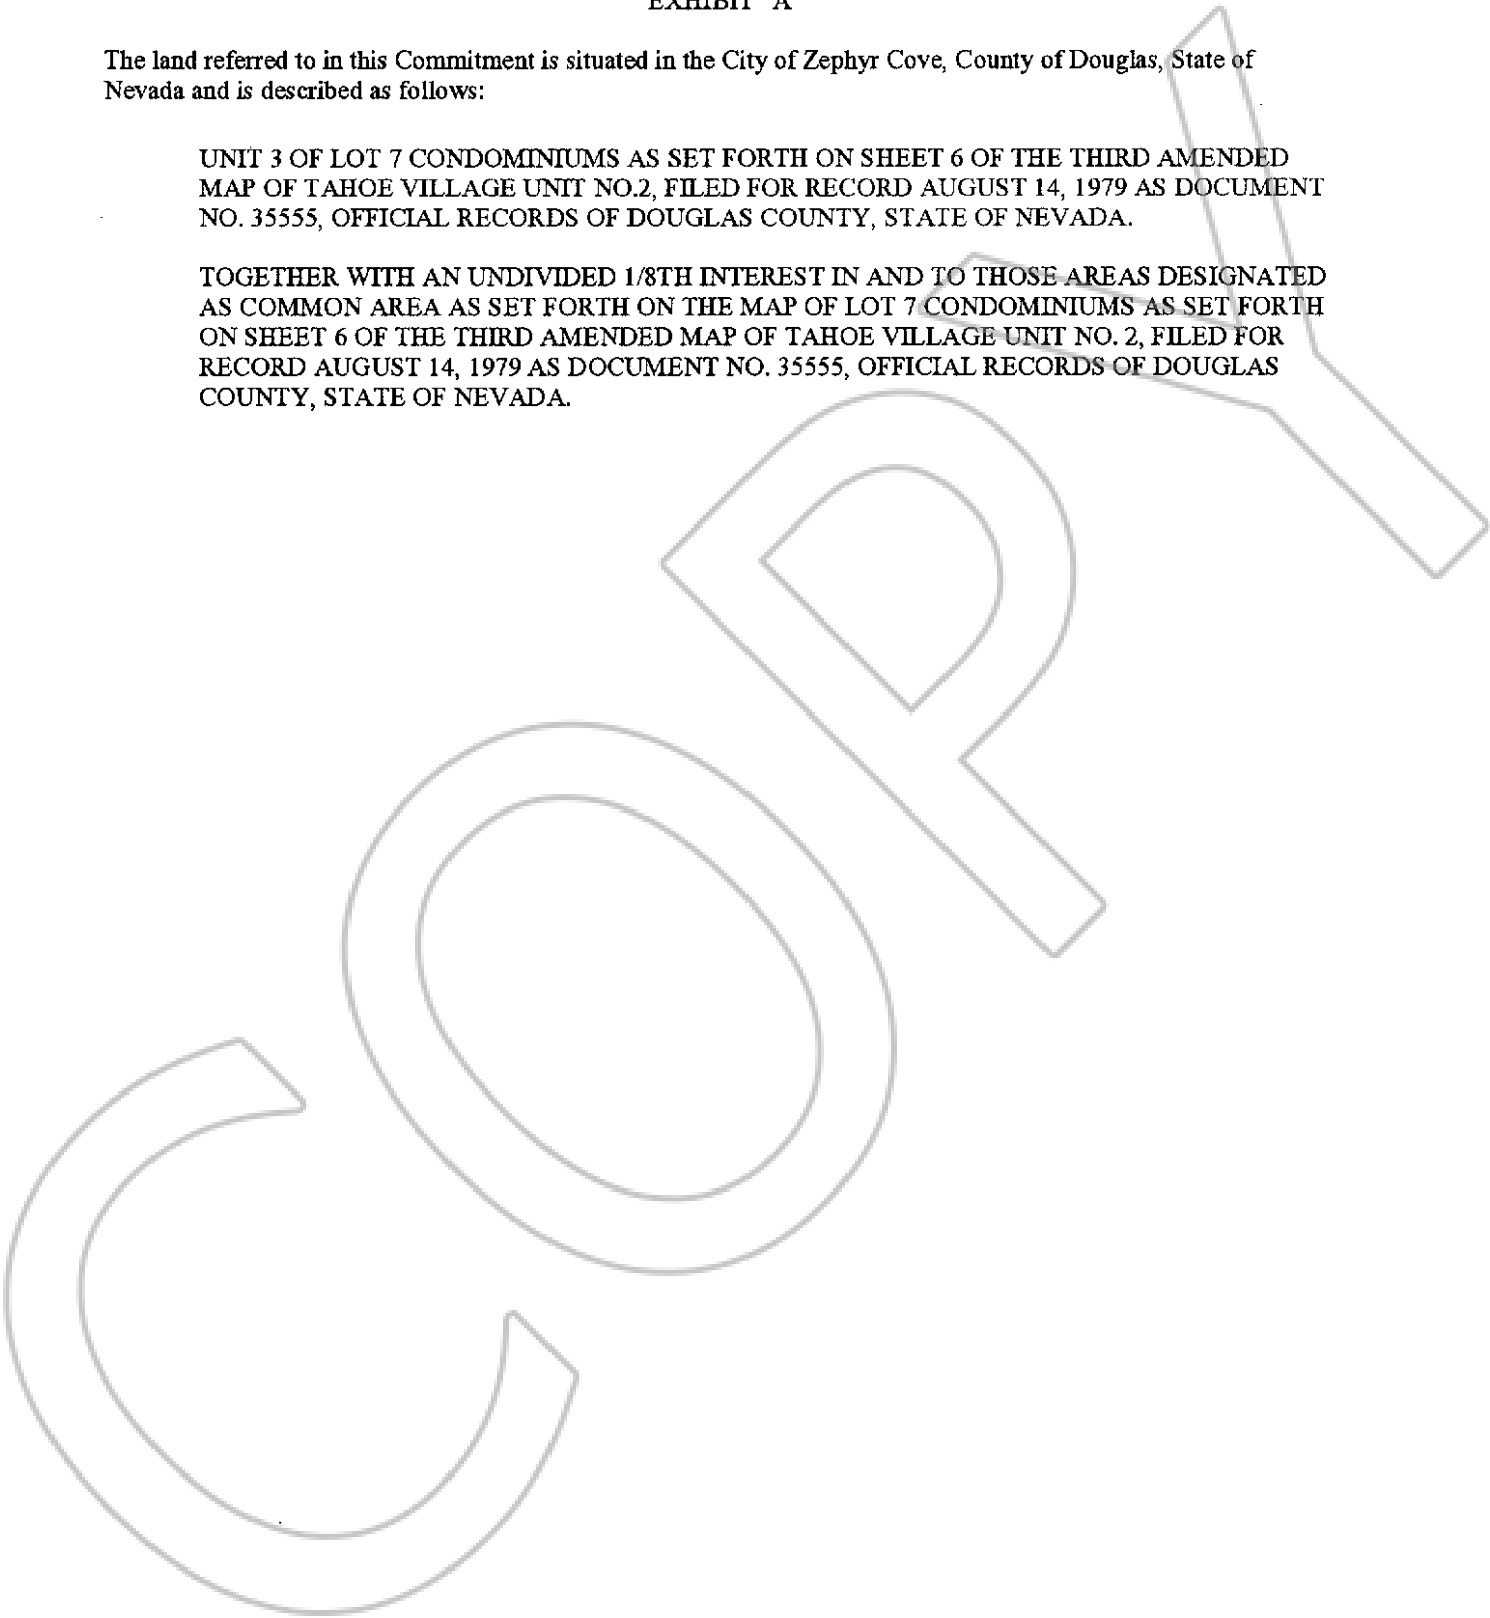 EXHIBIT "A"
The land referred to in this Commitment is situated in the City of Zephyr Cove, County of Douglas, State of
Nevada and is described as follows:
UNIT 3 OF LOT 7 CONDOMINIUMS AS SET FORTH ON SHEET 6 OF THE THIRD AMENDED
MAP OF TAHOE VILLAGE UNIT NO.2, FILED FOR RECORD AUGUST 14, 1979 AS DOCUMENT
NO. 35555, OFFICIAL RECORDS OF DOUGLAS COUNTY, STATE OF NEVADA.
TOGETHER WITH AN UNDIVIDED 1/8TH INTEREST IN AND TO THOSE AREAS DESIGNATED
AS COMMON AREA AS SET FORTH ON THE MAP OF LOT 7 CONDOMINIUMS AS SET FORTH
ON SHEET 6 OF THE THIRD AMENDED MAP OF TAHOE VILLAGE UNIT NO. 2, FILED FOR
RECORD AUGUST 14, 1979 AS DOCUMENT NO. 35555, OFFICIAL RECORDS OF DOUGLAS
COUNTY, STATE OF NEVADA.
COPY